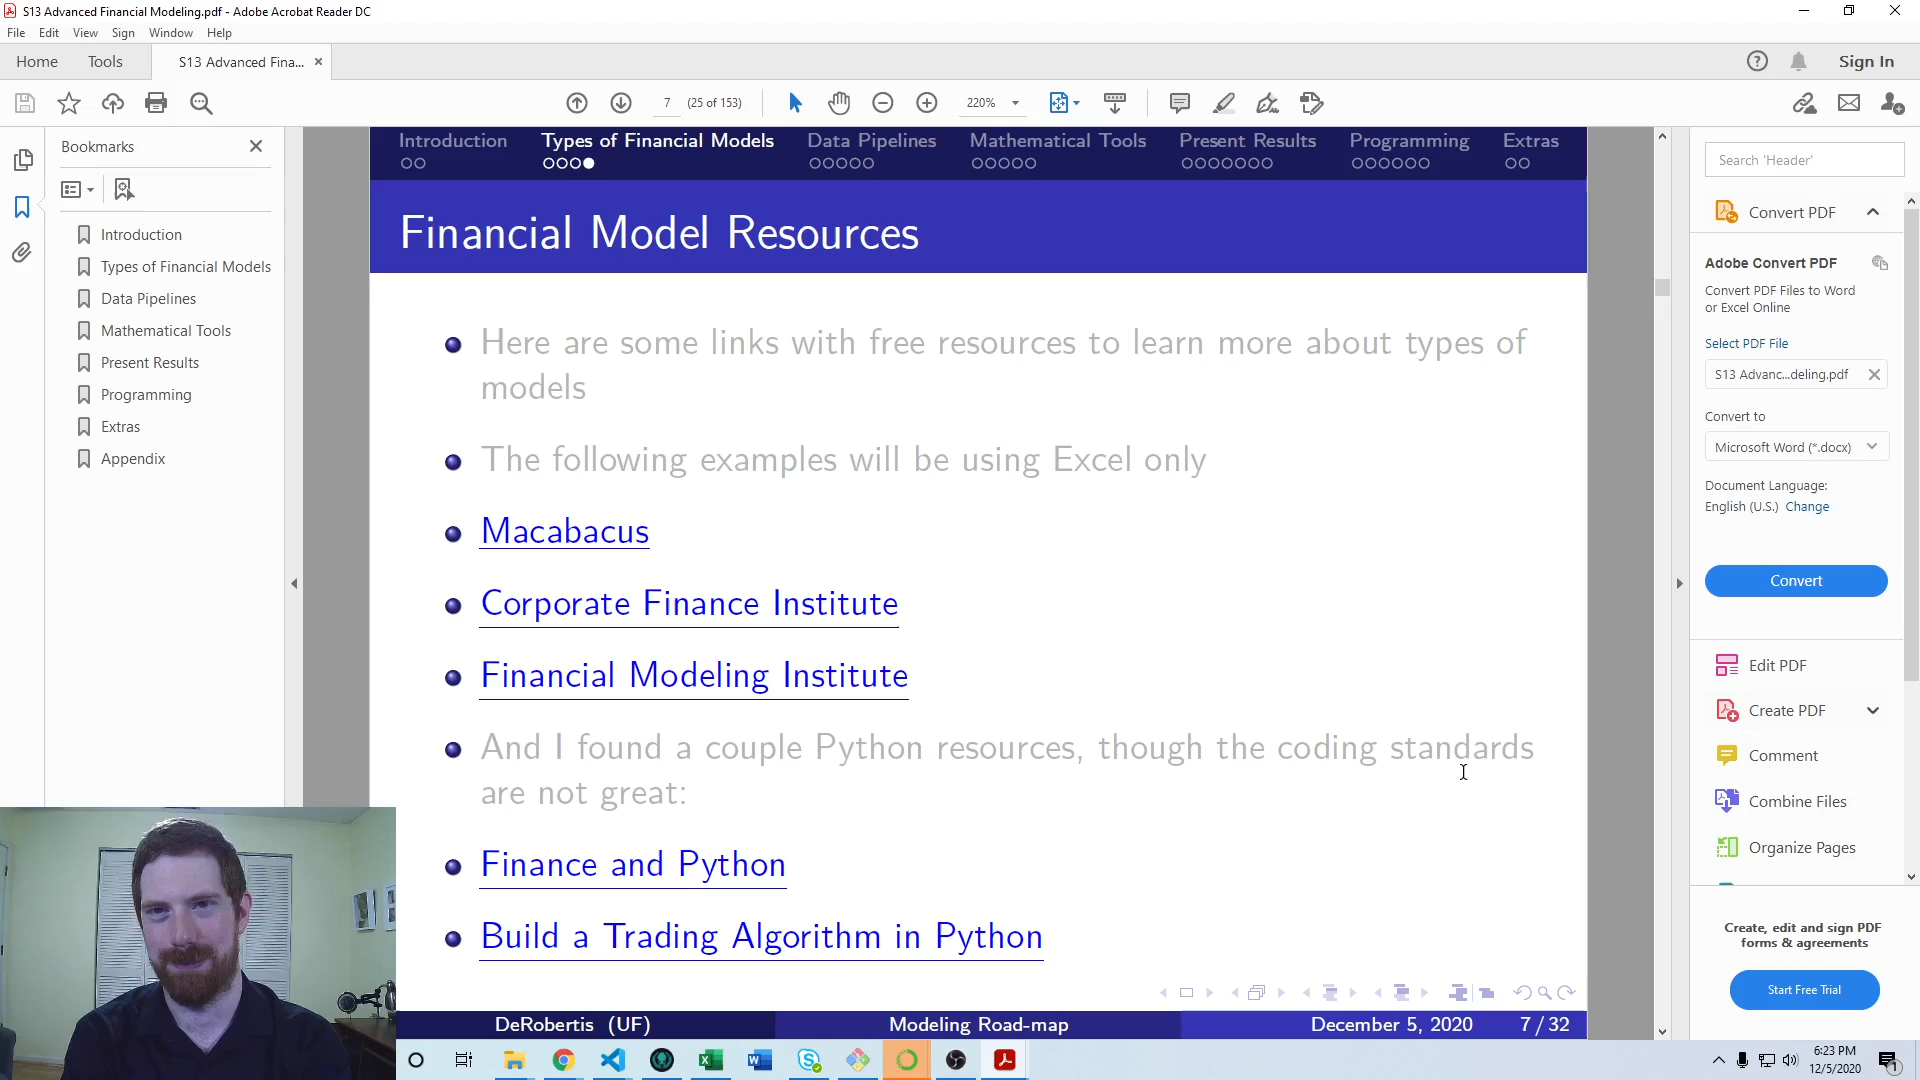 S13 Advanced Financial Modeling.pdf - Adobe Acrobat Reader DC
File Edit View Sign Window Help
Home Tools S13 Advanced Fina... × Sign In
7 (25 of 153) 220%
Bookmarks
Introduction
Types of Financial Models
Data Pipelines
Mathematical Tools
Present Results
Programming
Extras
Appendix
Introduction Types of Financial Models Data Pipelines Mathematical Tools Present Results Programming Extras
Financial Model Resources
Here are some links with free resources to learn more about types of
models
The following examples will be using Excel only
Macabacus
Corporate Finance Institute
Financial Modeling Institute
And I found a couple Python resources, though the coding standards
are not great:
Finance and Python
Build a Trading Algorithm in Python
DeRobertis (UF) Modeling Road-map December 5, 2020 7 / 32
Search 'Header'
Convert PDF
Adobe Convert PDF
Convert PDF Files to Word
or Excel Online
Select PDF File
S13 Advanc...deling.pdf
Convert to
Microsoft Word (*.docx)
Document Language:
English (U.S.) Change
Convert
Edit PDF
Create PDF
Comment
Combine Files
Organize Pages
Create, edit and sign PDF
forms & agreements
Start Free Trial
6:23 PM
12/5/2020
1